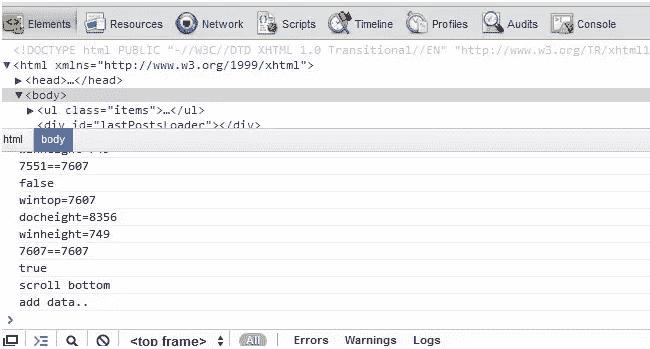 Elements Resources Network Scripts Timeline Profiles Audits Console
<!DOCTYPE html PUBLIC "-//W3C//DTD XHTML 1.0 Transitional//EN" "http://www.w3.org/TR/xhtml1
▼<html xmlns="http://www.w3.org/1999/xhtml">
▶<head>…</head>
▼<body>
▶<ul class="items">…</ul>
<div id="lastPostsLoader"></div>
html body
7551==7607
false
wintop=7607
docheight=8356
winheight=749
7607==7607
true
scroll bottom
add data..
>
<top frame> All Errors Warnings Logs